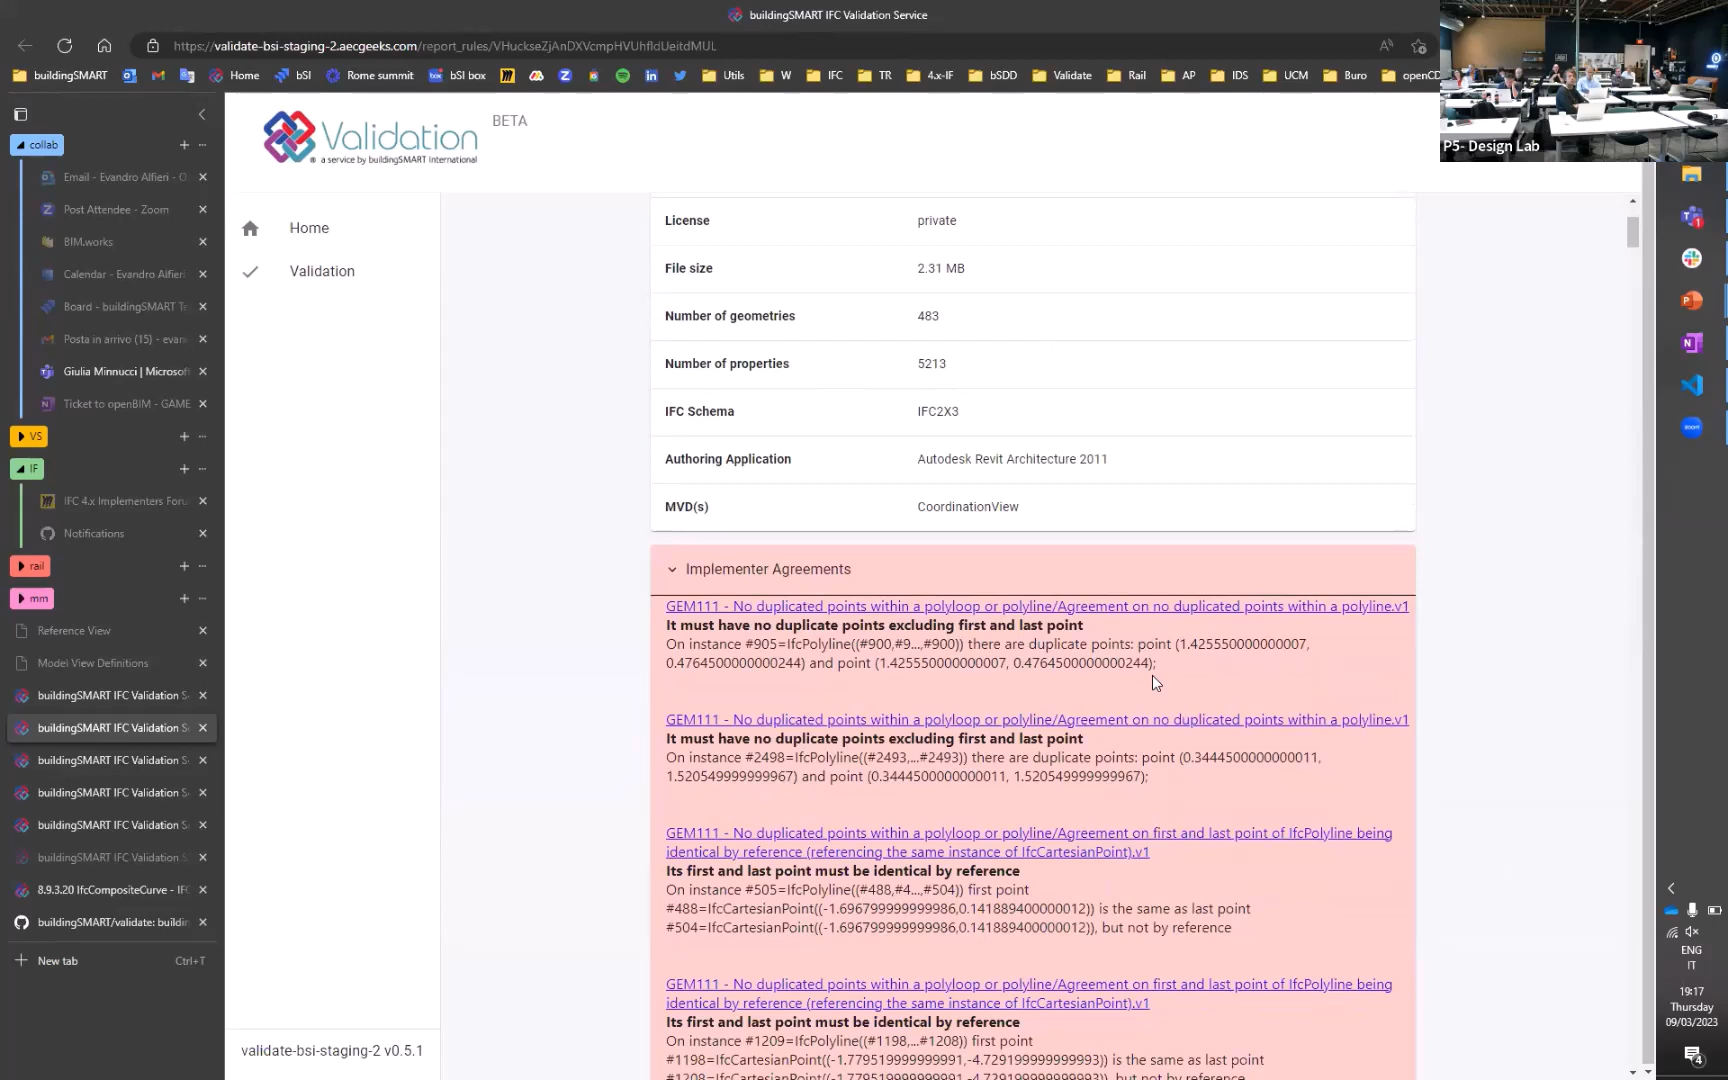 buildingSMART IFC Validation Service
https://validate-bsi-staging-2.aecgeeks.com/report_rules/VHuckseZjAnDXVcmpHVUhfIdUeitdMUL
buildingSMART
Home
bSI
Rome summit
bSI box
Utils
W
IFC
TR
4.x-IF
bSDD
Validate
Rail
AP
IDS
UCM
Buro
openCD
P5- Design Lab
collab
Email - Evandro Alfieri - O
Post Attendee - Zoom
BIM.works
Calendar - Evandro Alfieri
Board - buildingSMART Te
Posta in arrivo (15) - evan
Giulia Minnucci | Microsof
Ticket to openBIM - GAME
VS
IF
IFC 4.x Implementers Foru
Notifications
rail
mm
Reference View
Model View Definitions
buildingSMART IFC Validation S
buildingSMART IFC Validation S
buildingSMART IFC Validation S
buildingSMART IFC Validation S
buildingSMART IFC Validation S
buildingSMART IFC Validation S
8.9.3.20 IfcCompositeCurve - IFC
buildingSMART/validate: buildin
New tab
Ctrl+T
Validation
BETA
® a service by buildingSMART International
Home
Validation
validate-bsi-staging-2 v0.5.1
License private
File size 2.31 MB
Number of geometries 483
Number of properties 5213
IFC Schema IFC2X3
Authoring Application Autodesk Revit Architecture 2011
MVD(s) CoordinationView
Implementer Agreements
GEM111 - No duplicated points within a polyloop or polyline/Agreement on no duplicated points within a polyline.v1
It must have no duplicate points excluding first and last point
On instance #905=IfcPolyline((#900,#9...,#900)) there are duplicate points: point (1.425550000000007,
0.4764500000000244) and point (1.425550000000007, 0.4764500000000244);
GEM111 - No duplicated points within a polyloop or polyline/Agreement on no duplicated points within a polyline.v1
It must have no duplicate points excluding first and last point
On instance #2498=IfcPolyline((#2493,...#2493)) there are duplicate points: point (0.3444500000000011,
1.520549999999967) and point (0.3444500000000011, 1.520549999999967);
GEM111 - No duplicated points within a polyloop or polyline/Agreement on first and last point of IfcPolyline being
identical by reference (referencing the same instance of IfcCartesianPoint).v1
Its first and last point must be identical by reference
On instance #505=IfcPolyline((#488,#4...,#504)) first point
#488=IfcCartesianPoint((-1.696799999999986,0.141889400000012)) is the same as last point
#504=IfcCartesianPoint((-1.696799999999986,0.141889400000012)), but not by reference
GEM111 - No duplicated points within a polyloop or polyline/Agreement on first and last point of IfcPolyline being
identical by reference (referencing the same instance of IfcCartesianPoint).v1
Its first and last point must be identical by reference
On instance #1209=IfcPolyline((#1198,...#1208)) first point
#1198=IfcCartesianPoint((-1.779519999999991,-4.729199999999993)) is the same as last point
#1208=IfcCartesianPoint((-1.779519999999991,-4.729199999999993)), but not by reference
ENG
IT
19:17
Thursday
09/03/2023
4